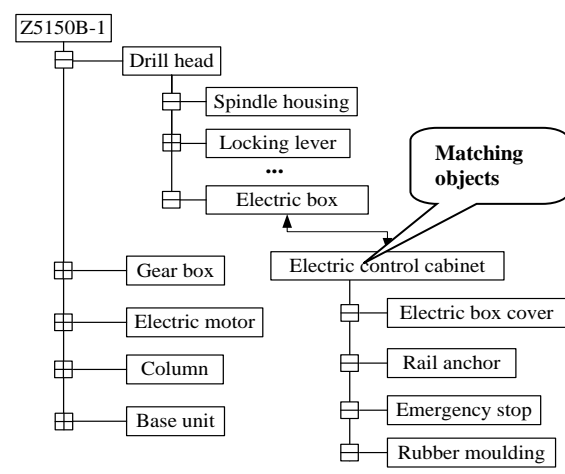 Z5150B-1
Drill head
Spindle housing
Locking lever
...
Electric box
Matching
objects
Electric control cabinet
Gear box
Electric box cover
Electric motor
Rail anchor
Column
Emergency stop
Base unit
Rubber moulding